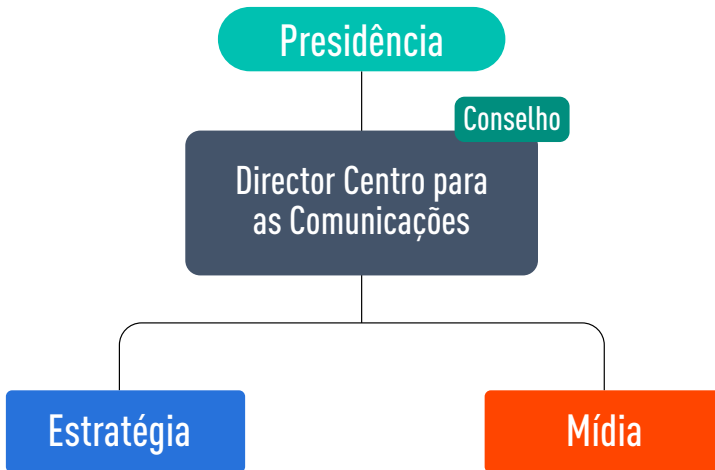 Presidência
Conselho
Director Centro para
as Comunicações
Estratégia
Mídia